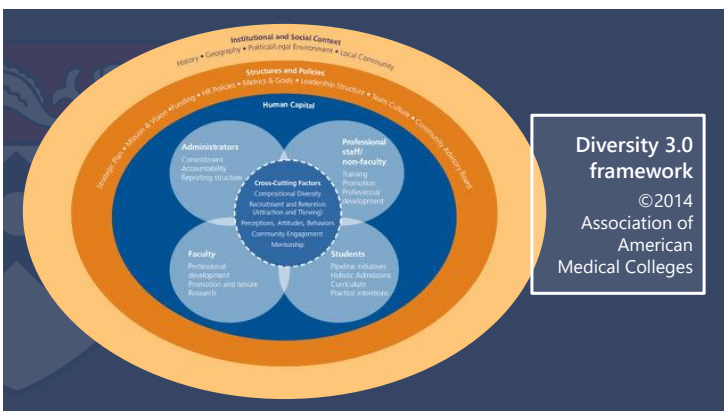 Institutional and Social Context
History • Geography • Political/Legal Environment • Local Community
Structures and Policies
Strategic Plan • Mission & Vision •Funding • HR Policies • Metrics & Goals • Leadership Structure • Team Culture • Community Advisory Board
Human Capital
Administrators
Commitment
Accountability
Reporting structure
Professional
staff/
non-faculty
Training
Promotion
Professional
development
Cross-Cutting Factors
Compositional Diversity
Recruitment and Retention
(Attraction and Thriving)
Perceptions, Attitudes, Behaviors
Community Engagement
Mentorship
Faculty
Professional
development
Promotion and tenure
Research
Students
Pipeline initiatives
Holistic Admissions
Curriculum
Practice intentions
Diversity 3.0
framework
©2014
Association of
American
Medical Colleges